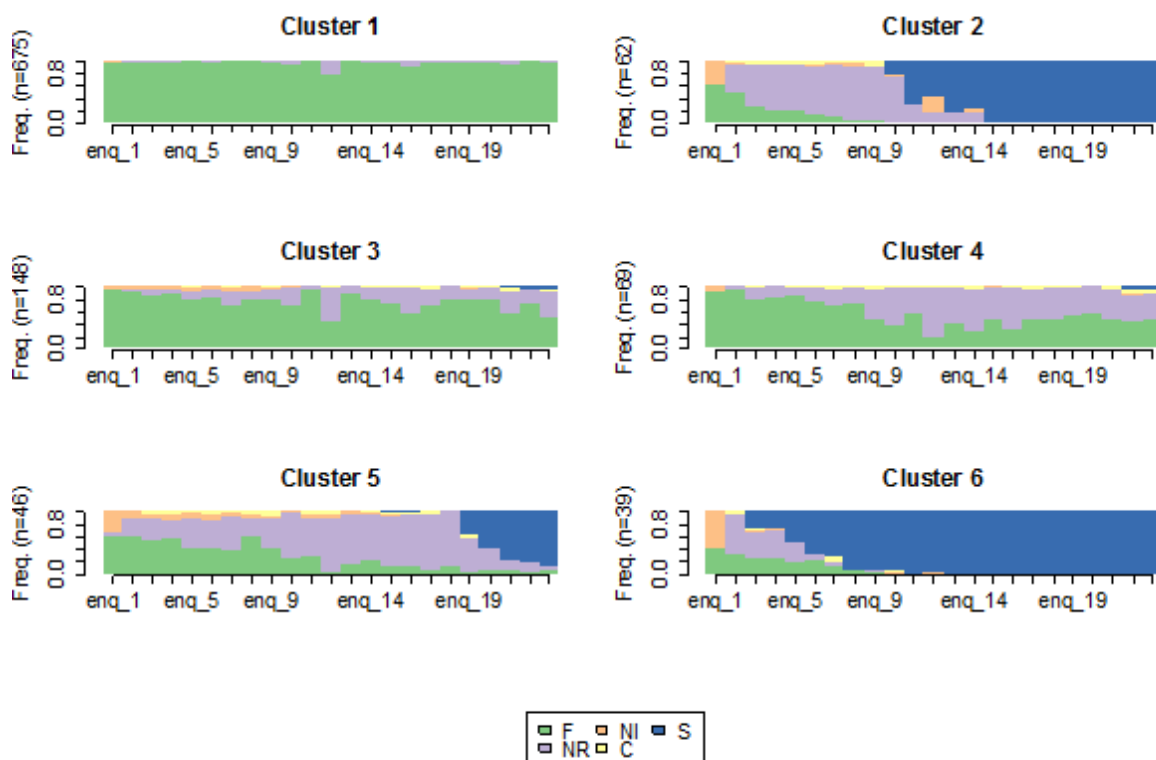 Cluster 1
Freq. (n=675)
0.8
0.0
enq_1 enq_5 enq_9 enq_14 enq_19
Cluster 2
Freq. (n=62)
0.8
0.0
enq_1 enq_5 enq_9 enq_14 enq_19
Cluster 3
Freq. (n=148)
0.8
0.0
enq_1 enq_5 enq_9 enq_14 enq_19
Cluster 4
Freq. (n=69)
0.8
0.0
enq_1 enq_5 enq_9 enq_14 enq_19
Cluster 5
Freq. (n=46)
0.8
0.0
enq_1 enq_5 enq_9 enq_14 enq_19
Cluster 6
Freq. (n=39)
0.8
0.0
enq_1 enq_5 enq_9 enq_14 enq_19
F NI S
NR C